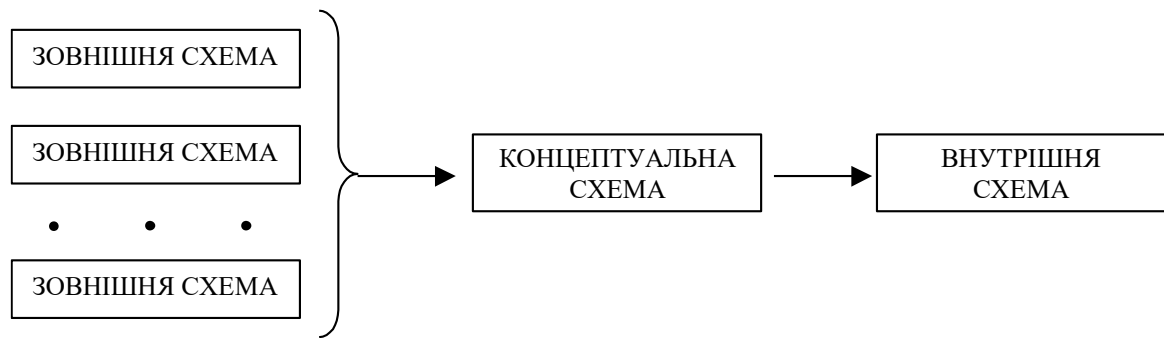 ЗОВНІШНЯ СХЕМА
ЗОВНІШНЯ СХЕМА
. . .
ЗОВНІШНЯ СХЕМА
КОНЦЕПТУАЛЬНА
СХЕМА
ВНУТРІШНЯ
СХЕМА